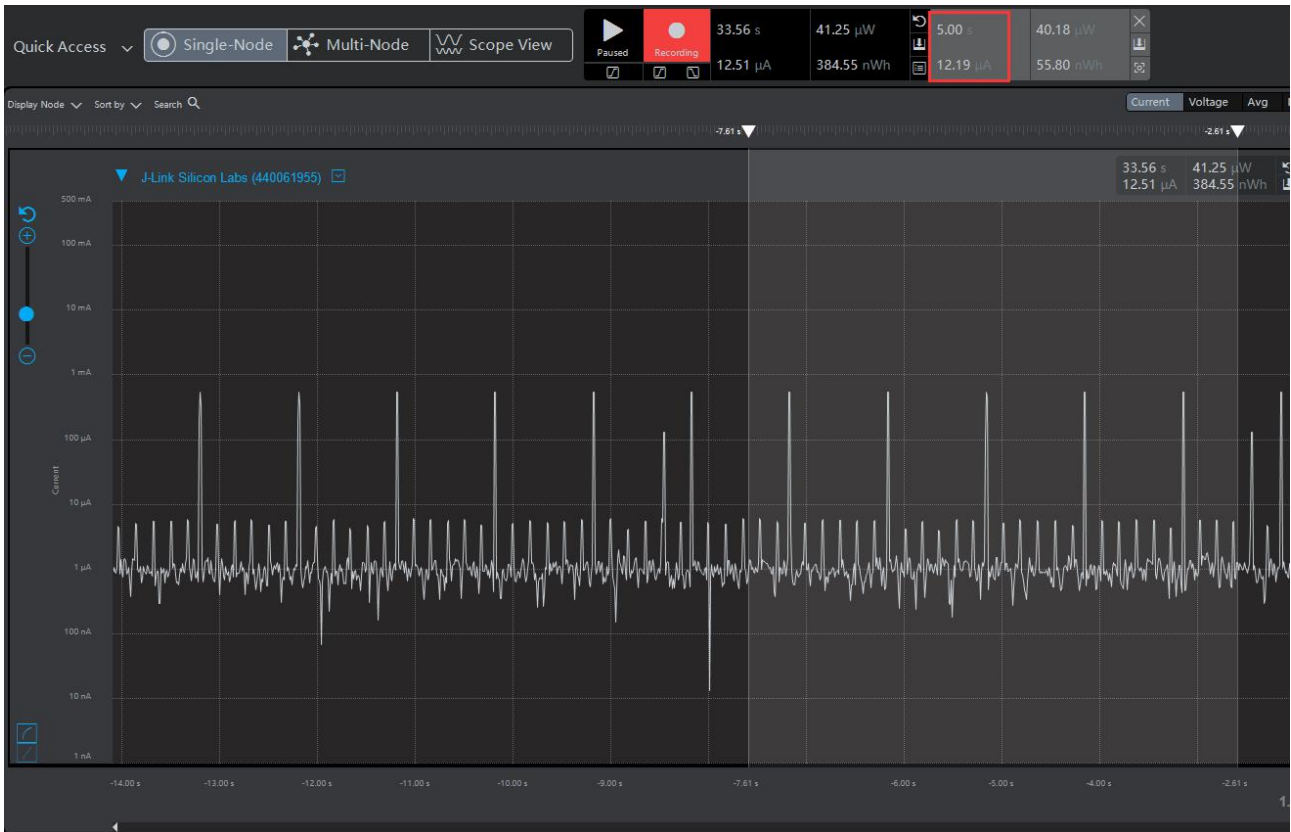 Quick Access
Single-Node
Multi-Node
Scope View
Paused
Recording
33.56 s
41.25 µW
12.51 µA
384.55 nWh
5.00 s
40.18 µW
12.19 µA
55.80 nWh
Display Node
Sort by
Search
Current
Voltage
Avg
-7.61 s
-2.61 s
J-Link Silicon Labs (440061955)
33.56 s
41.25 µW
12.51 µA
384.55 nWh
500 mA
100 mA
10 mA
1 mA
100 µA
10 µA
1 µA
100 nA
10 nA
1 nA
Current
-14.00 s
-13.00 s
-12.00 s
-11.00 s
-10.00 s
-9.00 s
-7.61 s
-6.00 s
-5.00 s
-4.00 s
-2.61 s
1.